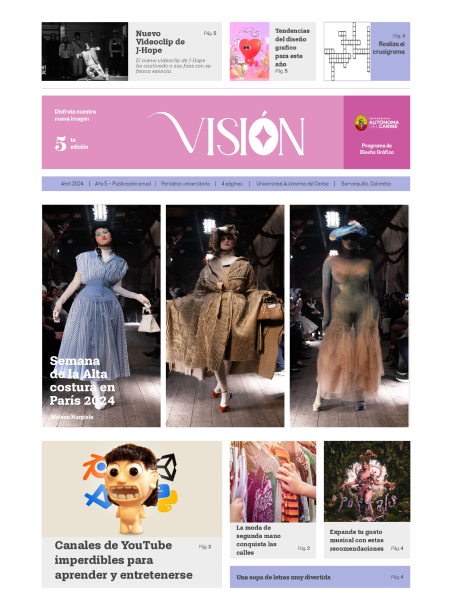 Nuevo
Videoclip de
J-Hope
Pág. 5
El nuevo videoclip de J-Hope
ha cautivado a sus fans con su
fresca esencia.
Tendencias
del diseño
grafico
para este
año
Pág. 5
Pág. 4
Realiza el
crucigrama
Disfruta nuestra
nueva imagen
5 ta
edición
VISIÓN
UNIVERSIDAD
AUTÓNOMA
DEL CARIBE
Programa de
Diseño Gráfico
Abril 2024 | Año 5 - Publicación anual | Periódico universitario | 4 páginas | Universidad Autónoma del Caribe | Barranquilla, Colombia
Semana
de la Alta
costura en
París 2024
Maison Margiela
Canales de YouTube
imperdibles para
aprender y entretenerse
Pág. 3
La moda de
segunda mano
conquista las
calles
Pág. 2
Expande tu gusto
musical con estas
recomendaciones
Pág. 4
Una sopa de letras muy divertida
Pág. 4